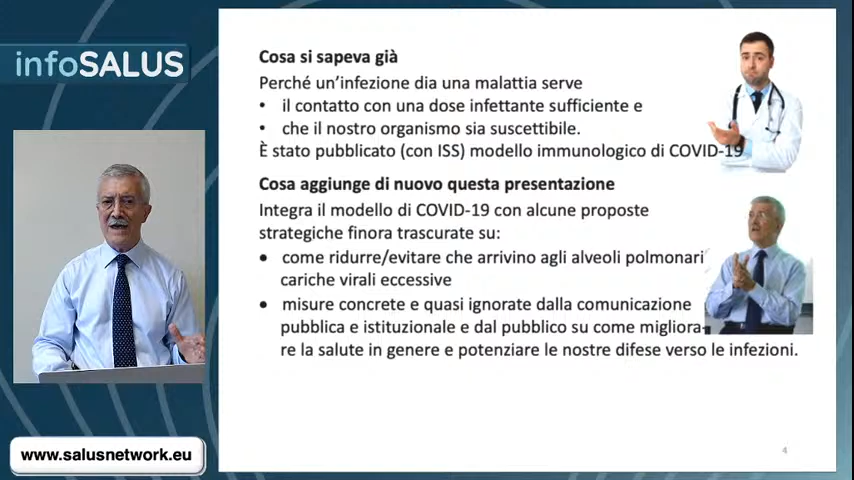 infoSALUS
Cosa si sapeva già
Perché un'infezione dia una malattia serve
• il contatto con una dose infettante sufficiente e
• che il nostro organismo sia suscettibile.
È stato pubblicato (con ISS) modello immunologico di COVID-19
Cosa aggiunge di nuovo questa presentazione
Integra il modello di COVID-19 con alcune proposte
strategiche finora trascurate su:
• come ridurre/evitare che arrivino agli alveoli polmonari
cariche virali eccessive
• misure concrete e quasi ignorate dalla comunicazione
pubblica e istituzionale e dal pubblico su come migliora-
re la salute in genere e potenziare le nostre difese verso le infezioni.
4
www.salusnetwork.eu